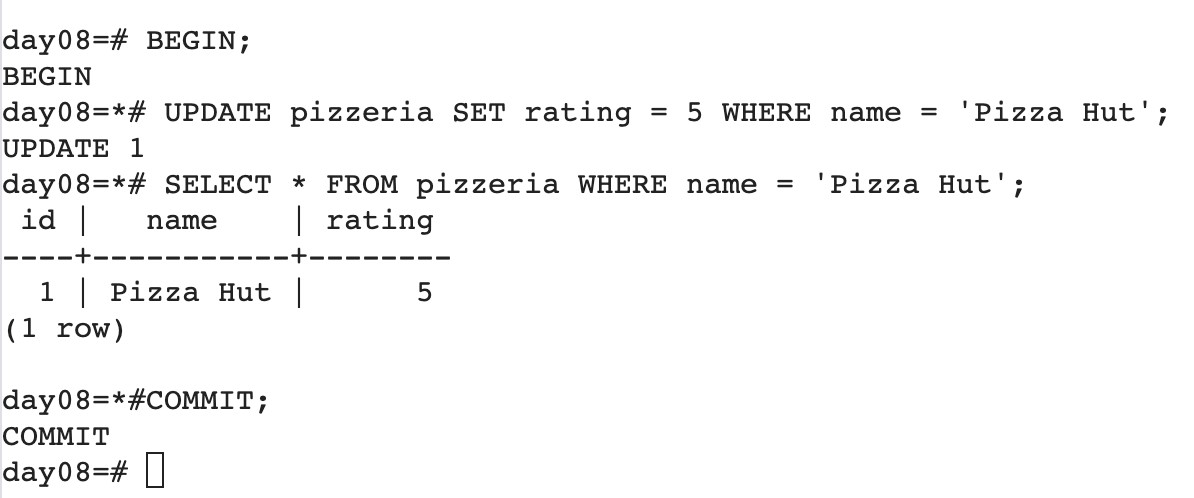 day08=# BEGIN;
BEGIN
day08=*# UPDATE pizzeria SET rating = 5 WHERE name = 'Pizza Hut';
UPDATE 1
day08=*# SELECT * FROM pizzeria WHERE name = 'Pizza Hut';
 id |   name    | rating
----+-----------+--------
  1 | Pizza Hut |      5
(1 row)

day08=*#COMMIT;
COMMIT
day08=#